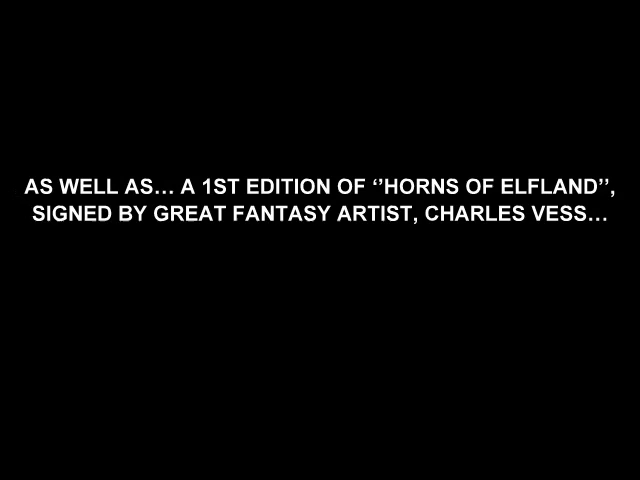 AS WELL AS… A 1ST EDITION OF ‘’HORNS OF ELFLAND’’,
SIGNED BY GREAT FANTASY ARTIST, CHARLES VESS…